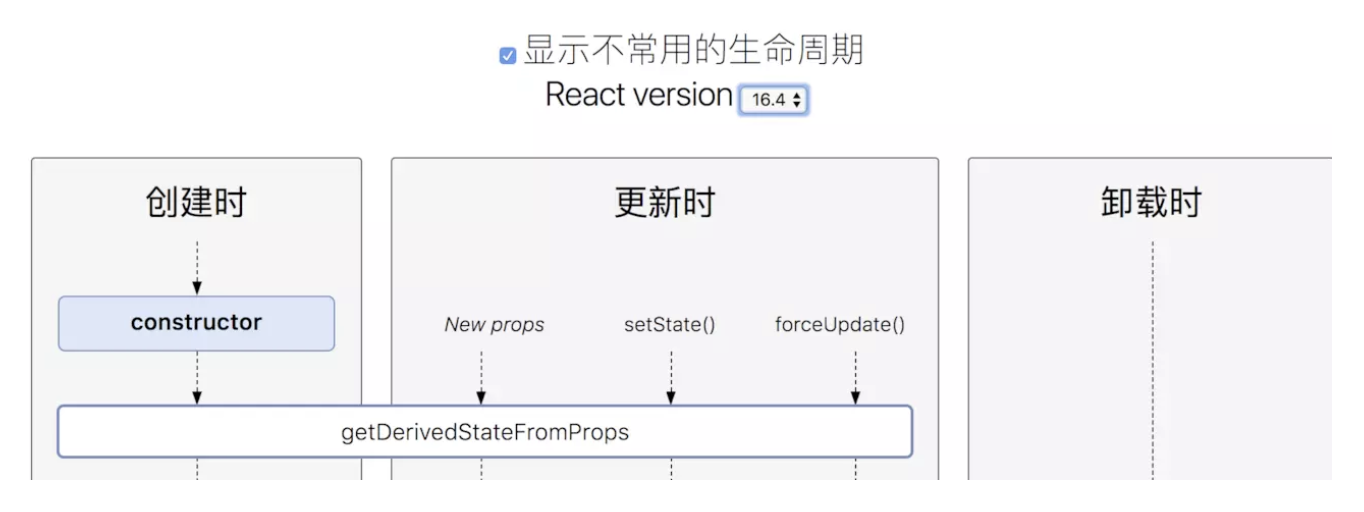 显示不常用的生命周期
React version 16.4
创建时
更新时
卸载时
constructor
New props
setState()
forceUpdate()
getDerivedStateFromProps